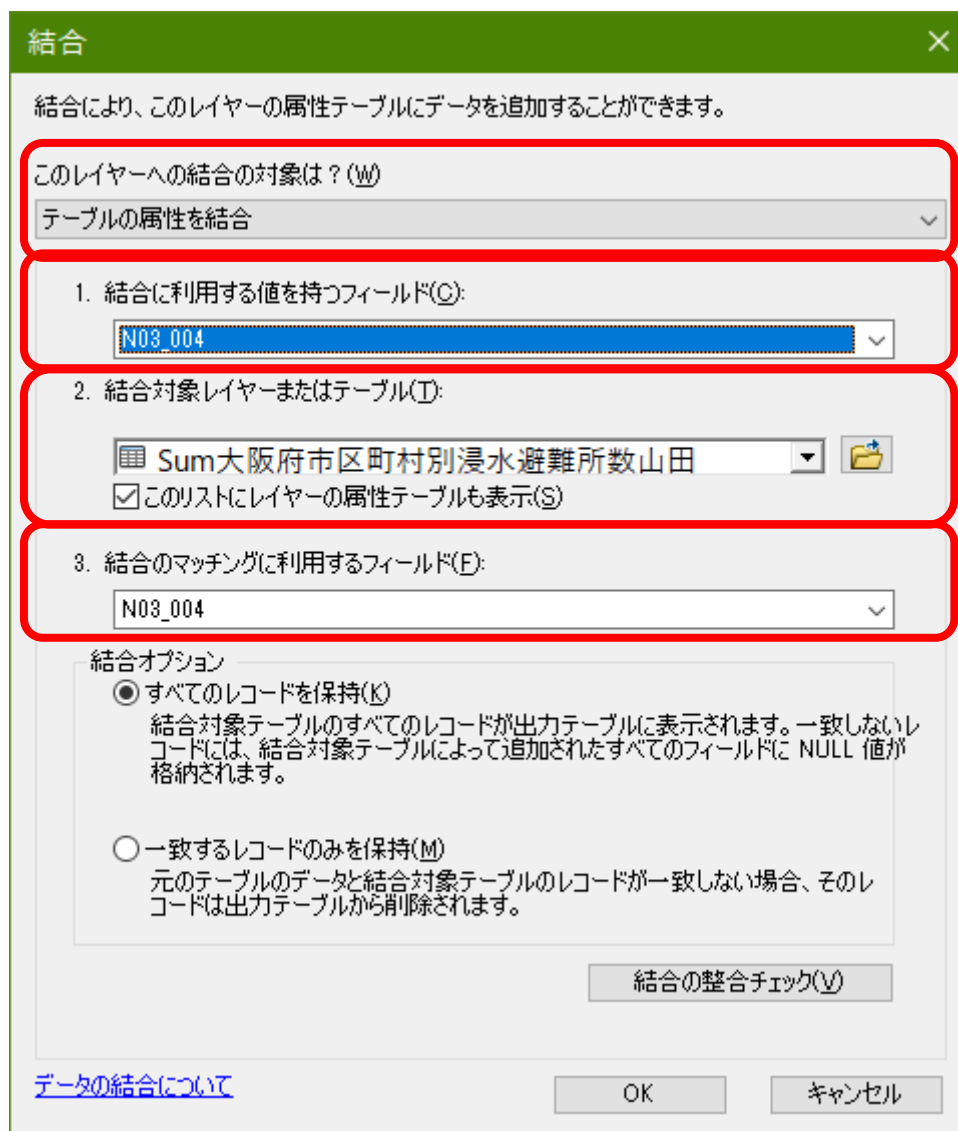 結合
結合により、このレイヤーの属性テーブルにデータを追加することができます。
このレイヤーへの結合の対象は?(W)
テーブルの属性を結合
1. 結合に利用する値を持つフィールド(C):
N03_004
2. 結合対象レイヤーまたはテーブル(T):
Sum大阪府市区町村別浸水避難所数山田
このリストにレイヤーの属性テーブルも表示(S)
3. 結合のマッチングに利用するフィールド(F):
N03_004
結合オプション
すべてのレコードを保持(K)
結合対象テーブルのすべてのレコードが出力テーブルに表示されます。一致しないレ
コードには、結合対象テーブルによって追加されたすべてのフィールドに NULL 値が
格納されます。
一致するレコードのみを保持(M)
元のテーブルのデータと結合対象テーブルのレコードが一致しない場合、そのレ
コードは出力テーブルから削除されます。
結合の整合チェック(V)
データの結合について
OK
キャンセル